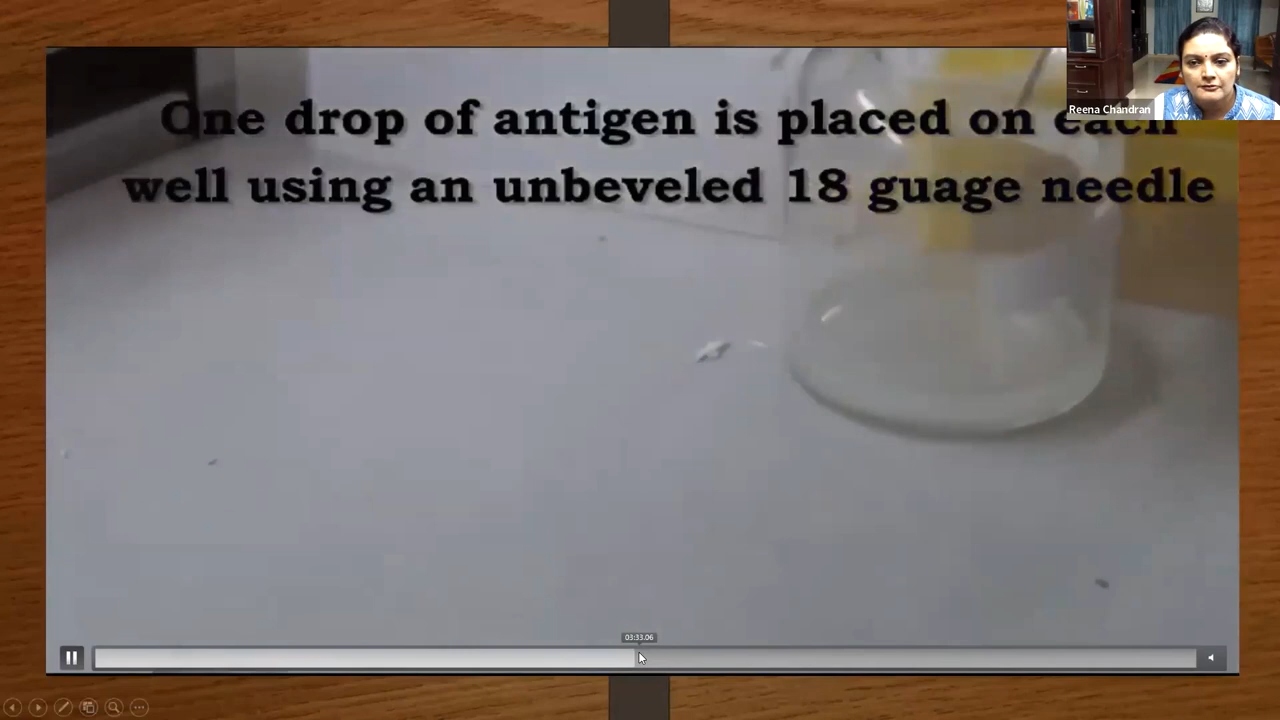 One drop of antigen is placed on each
well using an unbeveled 18 guage needle
Reena Chandran
03:33.06